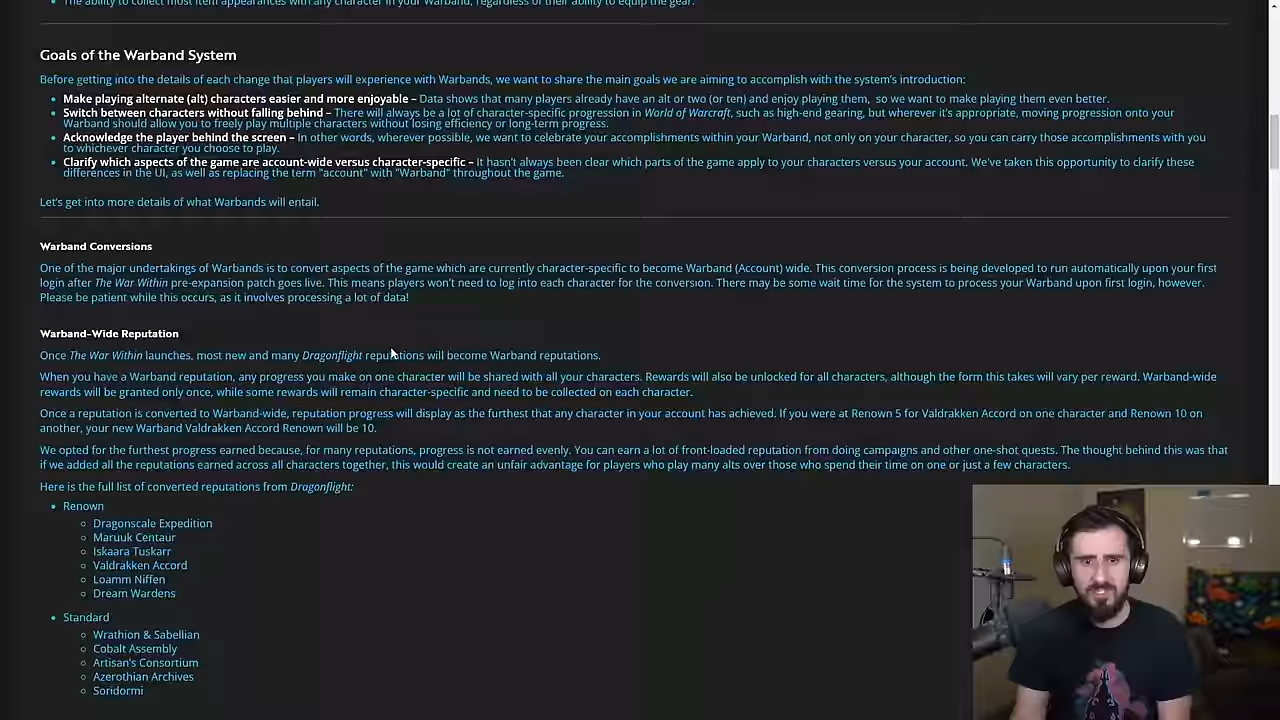 The ability to collect most item appearances with any character in your Warband, regardless of their ability to equip the gear.
Goals of the Warband System
Before getting into the details of each change that players will experience with Warbands, we want to share the main goals we are aiming to accomplish with the system's introduction:
Make playing alternate (alt) characters easier and more enjoyable – Data shows that many players already have an alt or two (or ten) and enjoy playing them, so we want to make playing them even better.
Switch between characters without falling behind – There will always be a lot of character-specific progression in World of Warcraft, such as high-end gearing, but wherever it's appropriate, moving progression onto your
Warband should allow you to freely play multiple characters without losing efficiency or long-term progress.
Acknowledge the player behind the screen – In other words, wherever possible, we want to celebrate your accomplishments within your Warband, not only on your character, so you can carry those accomplishments with you
to whichever character you choose to play.
Clarify which aspects of the game are account-wide versus character-specific – It hasn't always been clear which parts of the game apply to your characters versus your account. We've taken this opportunity to clarify these
differences in the UI, as well as replacing the term "account" with "Warband" throughout the game.
Let's get into more details of what Warbands will entail.
Warband Conversions
One of the major undertakings of Warbands is to convert aspects of the game which are currently character-specific to become Warband (Account) wide. This conversion process is being developed to run automatically upon your first
login after The War Within pre-expansion patch goes live. This means players won't need to log into each character for the conversion. There may be some wait time for the system to process your Warband upon first login, however.
Please be patient while this occurs, as it involves processing a lot of data!
Warband-Wide Reputation
Once The War Within launches, most new and many Dragonflight reputations will become Warband reputations.
When you have a Warband reputation, any progress you make on one character will be shared with all your characters. Rewards will also be unlocked for all characters, although the form this takes will vary per reward. Warband-wide
rewards will be granted only once, while some rewards will remain character-specific and need to be collected on each character.
Once a reputation is converted to Warband-wide, reputation progress will display as the furthest that any character in your account has achieved. If you were at Renown 5 for Valdrakken Accord on one character and Renown 10 on
another, your new Warband Valdrakken Accord Renown will be 10.
We opted for the furthest progress earned because, for many reputations, progress is not earned evenly. You can earn a lot of front-loaded reputation from doing campaigns and other one-shot quests. The thought behind this was that
if we added all the reputations earned across all characters together, this would create an unfair advantage for players who play many alts over those who spend their time on one or just a few characters.
Here is the full list of converted reputations from Dragonflight:
Renown
Dragonscale Expedition
Maruuk Centaur
Iskaara Tuskarr
Valdrakken Accord
Loamm Niffen
Dream Wardens
Standard
Wrathion & Sabellian
Cobalt Assembly
Artisan's Consortium
Azerothian Archives
Soridormi